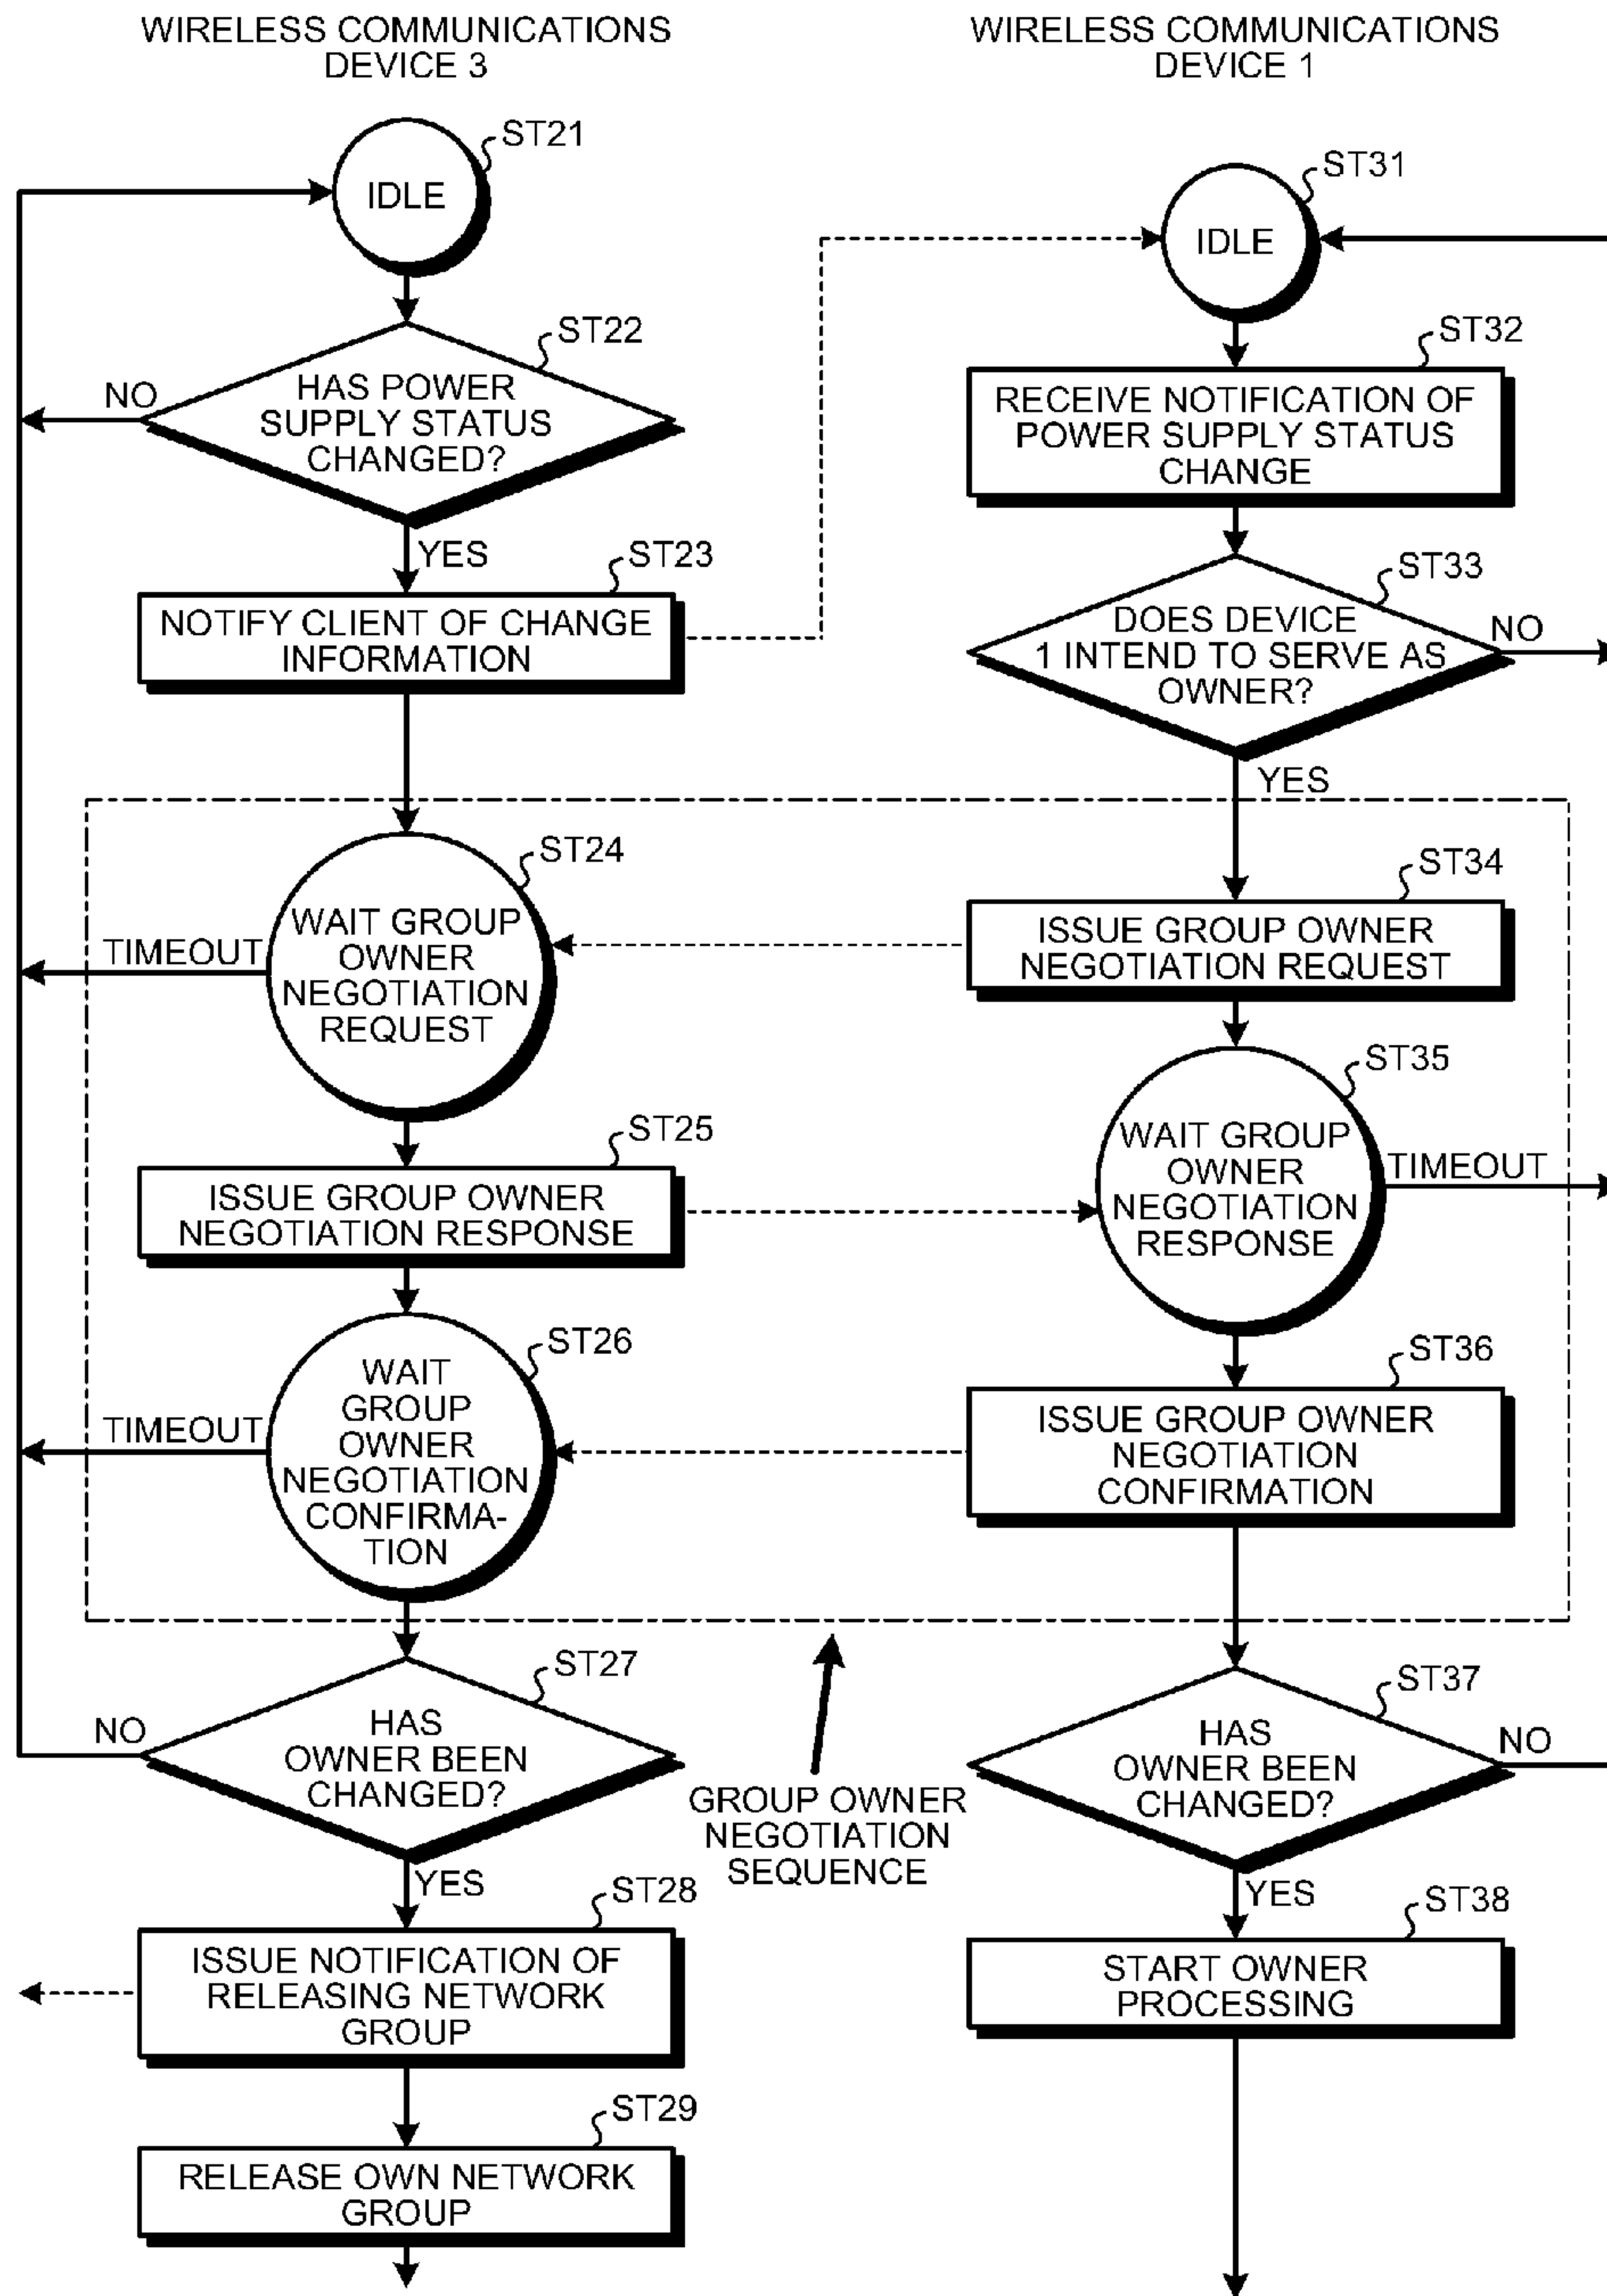 WIRELESS COMMUNICATIONS
DEVICE 3
ST21
IDLE
ST22
HAS POWER
SUPPLY STATUS
CHANGED?
NO
YES
ST23
NOTIFY CLIENT OF CHANGE
INFORMATION
ST24
WAIT GROUP
OWNER
NEGOTIATION
REQUEST
TIMEOUT
ST25
ISSUE GROUP OWNER
NEGOTIATION RESPONSE
ST26
WAIT
GROUP
OWNER
NEGOTIATION
CONFIRMA-
TION
TIMEOUT
ST27
HAS
OWNER BEEN
CHANGED?
NO
YES
ST28
ISSUE NOTIFICATION OF
RELEASING NETWORK
GROUP
ST29
RELEASE OWN NETWORK
GROUP
WIRELESS COMMUNICATIONS
DEVICE 1
ST31
IDLE
ST32
RECEIVE NOTIFICATION OF
POWER SUPPLY STATUS
CHANGE
ST33
DOES DEVICE
1 INTEND TO SERVE AS
OWNER?
NO
YES
ST34
ISSUE GROUP OWNER
NEGOTIATION REQUEST
ST35
WAIT GROUP
OWNER
NEGOTIATION
RESPONSE
TIMEOUT
ST36
ISSUE GROUP OWNER
NEGOTIATION
CONFIRMATION
ST37
HAS
OWNER BEEN
CHANGED?
NO
YES
ST38
START OWNER
PROCESSING
GROUP OWNER
NEGOTIATION
SEQUENCE